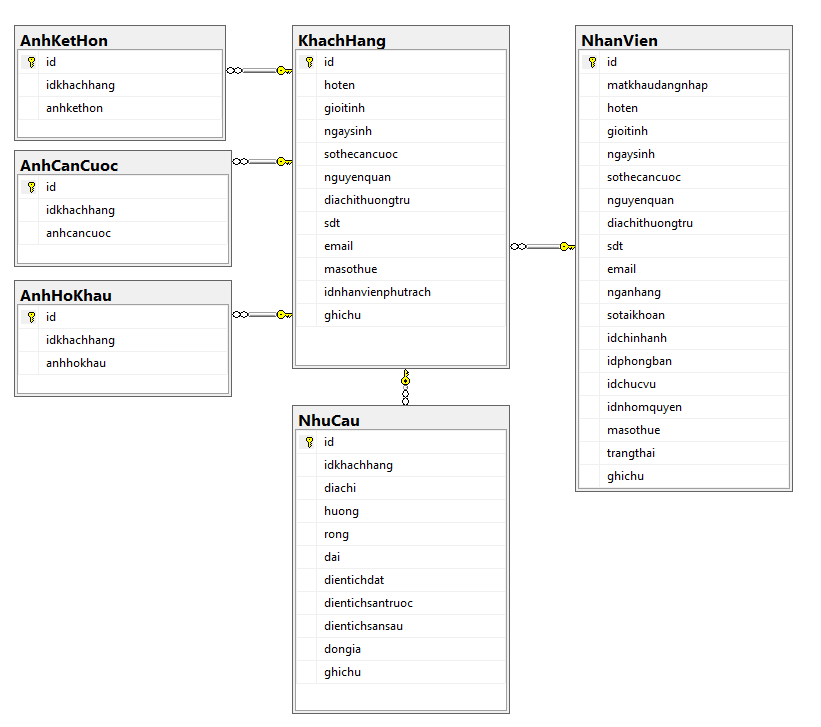 AnhKetHon
id
idkhachhang
anhkethon
AnhCanCuoc
id
idkhachhang
anhcancuoc
AnhHoKhau
id
idkhachhang
anhhokhau
KhachHang
id
hoten
gioitinh
ngaysinh
sothecancuoc
nguyenquan
diachithuongtru
sdt
email
masothue
idnhanvienphutrach
ghichu
NhuCau
id
idkhachhang
diachi
huong
rong
dai
dientichdat
dientichsantruoc
dientichsansau
dongia
ghichu
NhanVien
id
matkhaudangnhap
hoten
gioitinh
ngaysinh
sothecancuoc
nguyenquan
diachithuongtru
sdt
email
nganhang
sotaikhoan
idchinhanh
idphongban
idchucvu
idnhomquyen
masothue
trangthai
ghichu